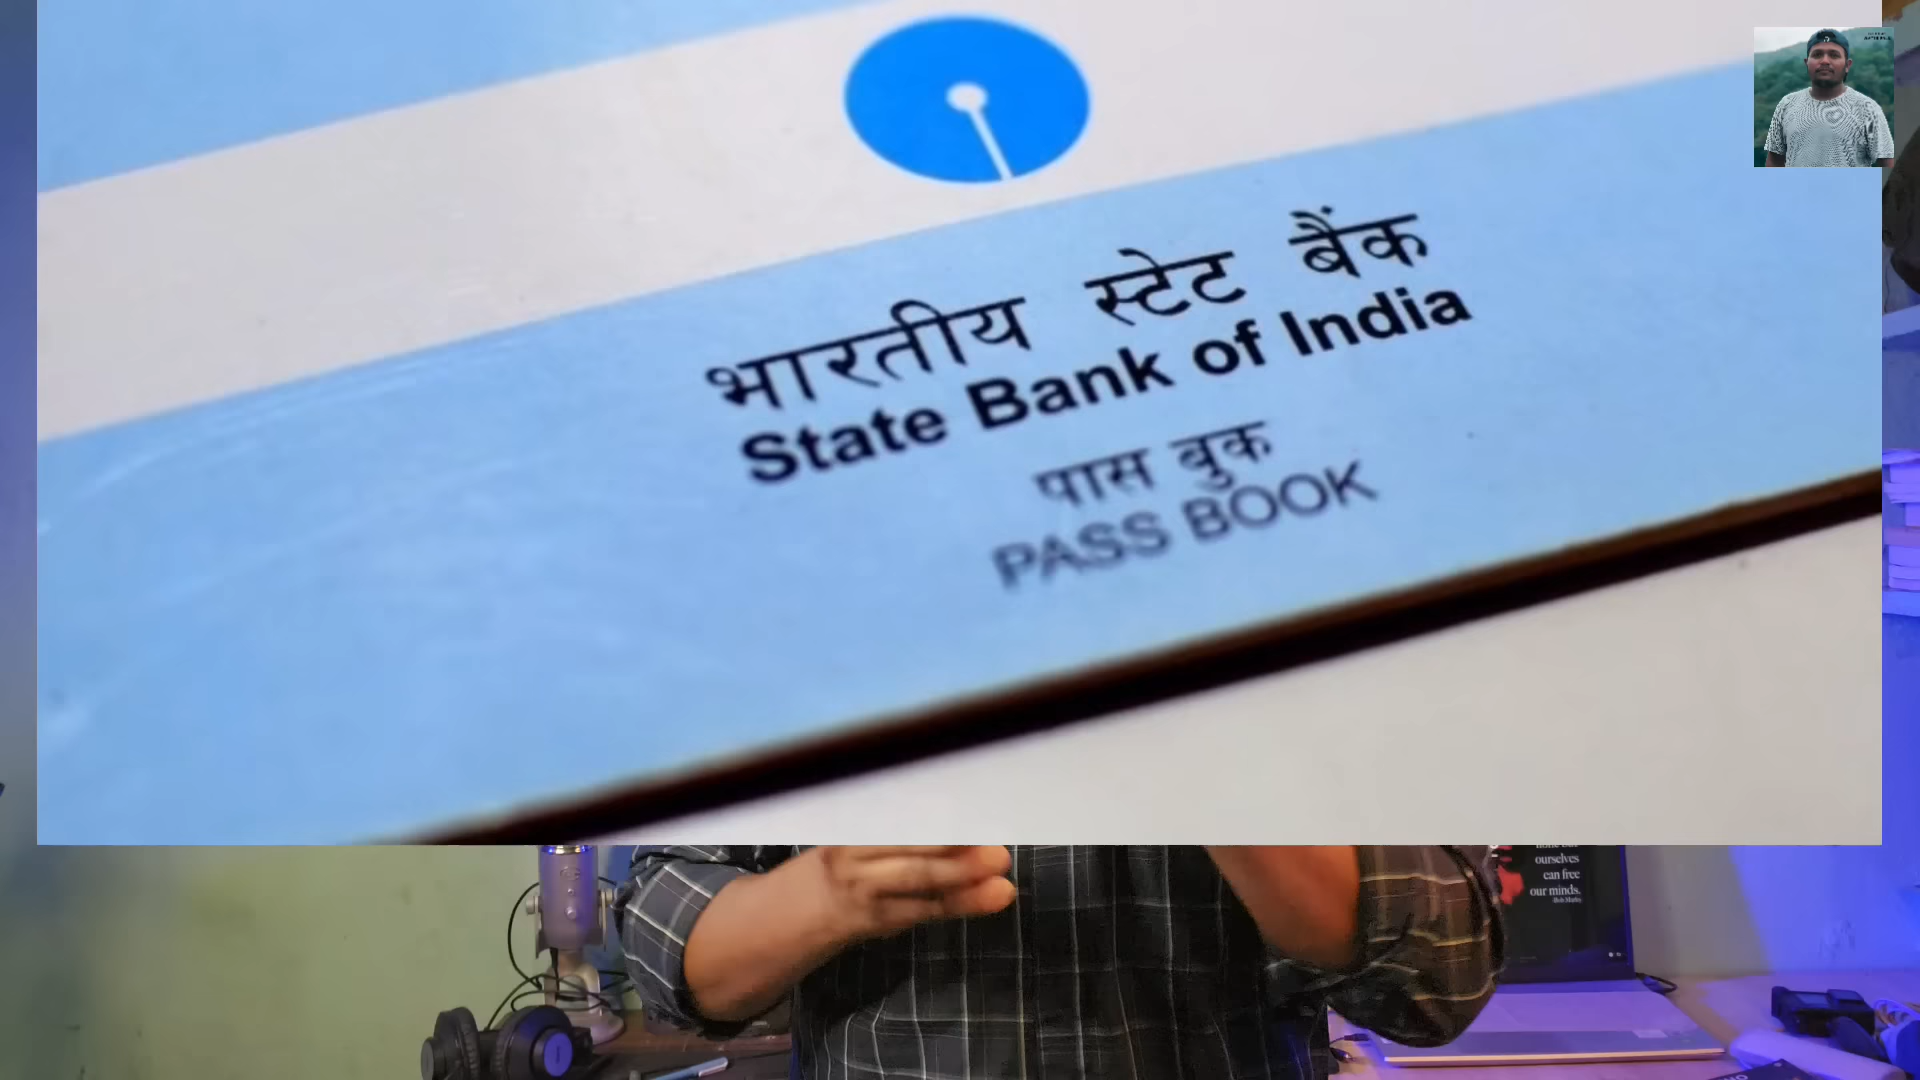 भारतीय स्टेट बैंक
State Bank of India
पास बुक
PASS BOOK
ourselves
can free
our minds.